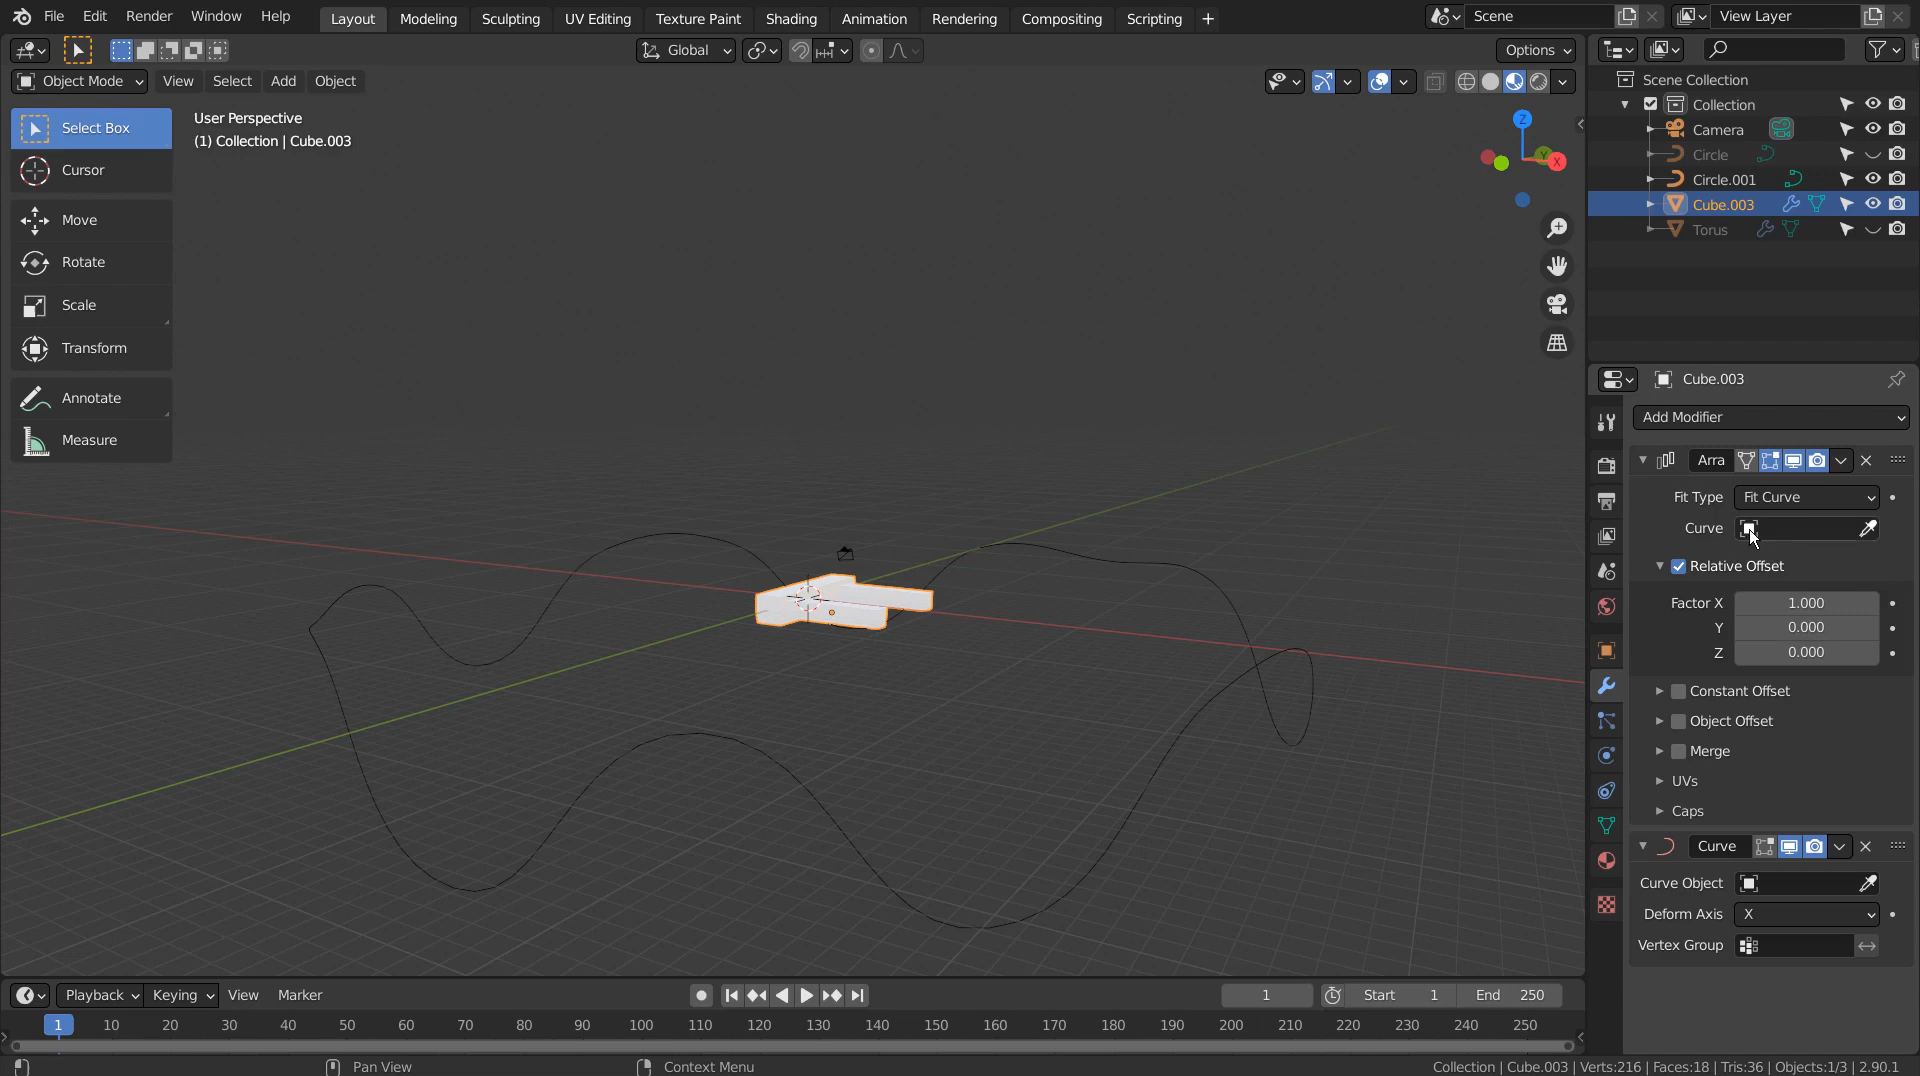 File Edit Render Window Help Layout Modeling Sculpting UV Editing Texture Paint Shading Animation Rendering Compositing Scripting + Scene View Layer
Global Options
Object Mode View Select Add Object
User Perspective
(1) Collection | Cube.003
Select Box
Cursor
Move
Rotate
Scale
Transform
Annotate
Measure
Z
Y
X
Scene Collection
Collection
Camera
Circle
Circle.001
Cube.003
Torus
Cube.003
Add Modifier
Arra
Fit Type Fit Curve
Curve
Relative Offset
Factor X 1.000
Y 0.000
Z 0.000
Constant Offset
Object Offset
Merge
UVs
Caps
Curve
Curve Object
Deform Axis X
Vertex Group
Playback Keying View Marker 1 Start 1 End 250
1 10 20 30 40 50 60 70 80 90 100 110 120 130 140 150 160 170 180 190 200 210 220 230 240 250
Pan View Context Menu Collection | Cube.003 | Verts:216 | Faces:18 | Tris:36 | Objects:1/3 | 2.90.1